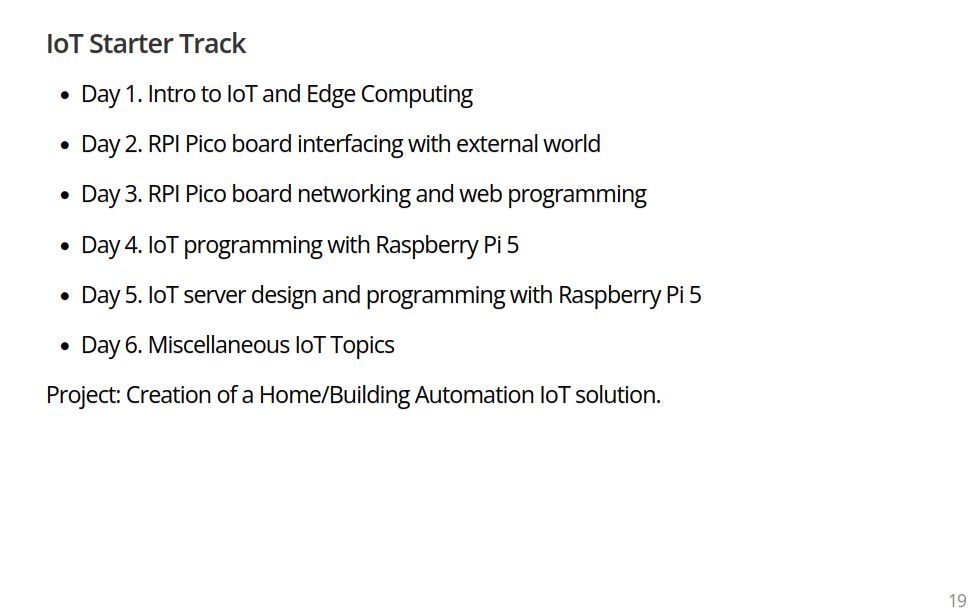 IoT Starter Track
• Day 1. Intro to IoT and Edge Computing
• Day 2. RPI Pico board interfacing with external world
• Day 3. RPI Pico board networking and web programming
• Day 4. IoT programming with Raspberry Pi 5
• Day 5. IoT server design and programming with Raspberry Pi 5
• Day 6. Miscellaneous IoT Topics
Project: Creation of a Home/Building Automation IoT solution.
19